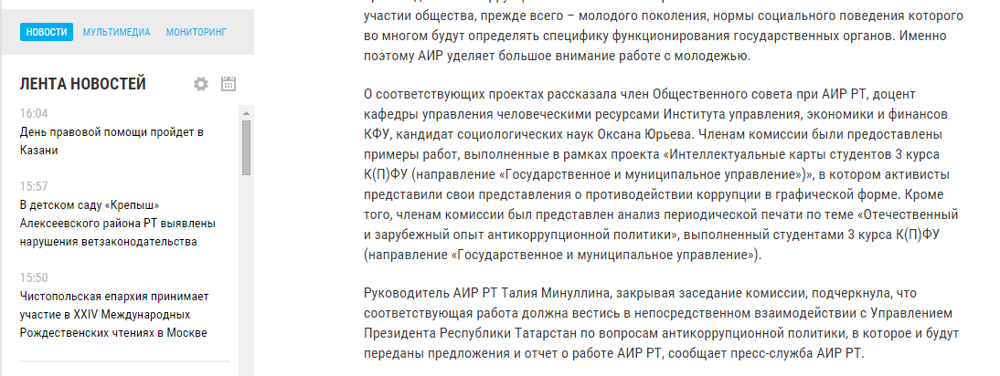 НОВОСТИ МУЛЬТИМЕДИА МОНИТОРИНГ
ЛЕНТА НОВОСТЕЙ
16:04
День правовой помощи пройдет в
Казани
15:57
В детском саду «Крепыш»
Алексеевского района РТ выявлены
нарушения ветзаконодательства
15:50
Чистопольская епархия принимает
участие в XXIV Международных
Рождественских чтениях в Москве
участии общества, прежде всего – молодого поколения, нормы социального поведения которого
во многом будут определять специфику функционирования государственных органов. Именно
поэтому АИР уделяет большое внимание работе с молодежью.
О соответствующих проектах рассказала член Общественного совета при АИР РТ, доцент
кафедры управления человеческими ресурсами Института управления, экономики и финансов
КФУ, кандидат социологических наук Оксана Юрьева. Членам комиссии были предоставлены
примеры работ, выполненные в рамках проекта «Интеллектуальные карты студентов 3 курса
К(П)ФУ (направление «Государственное и муниципальное управление»)», в котором активисты
представили свои представления о противодействии коррупции в графической форме. Кроме
того, членам комиссии был представлен анализ периодической печати по теме «Отечественный
и зарубежный опыт антикоррупционной политики», выполненный студентами 3 курса К(П)ФУ
(направление «Государственное и муниципальное управление»).
Руководитель АИР РТ Талия Минуллина, закрывая заседание комиссии, подчеркнула, что
соответствующая работа должна вестись в непосредственном взаимодействии с Управлением
Президента Республики Татарстан по вопросам антикоррупционной политики, в которое и будут
переданы предложения и отчет о работе АИР РТ, сообщает пресс-служба АИР РТ.